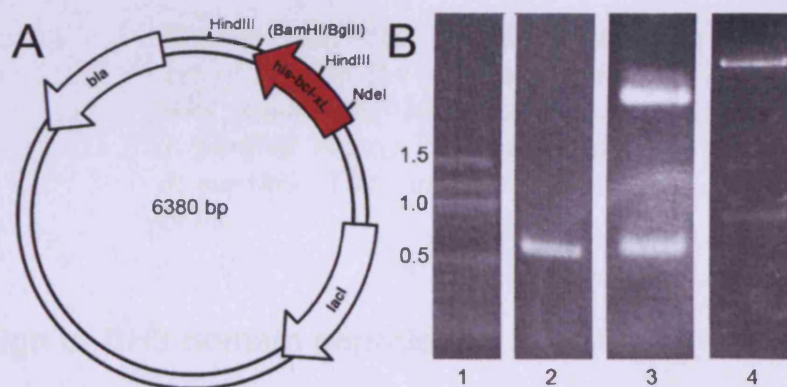 A
HindIII
(BamHI/BglII)
HindIII
his-bcl-xL
NdeI
bla
6380 bp
lacI
B
1.5
1.0
0.5
1 2 3 4